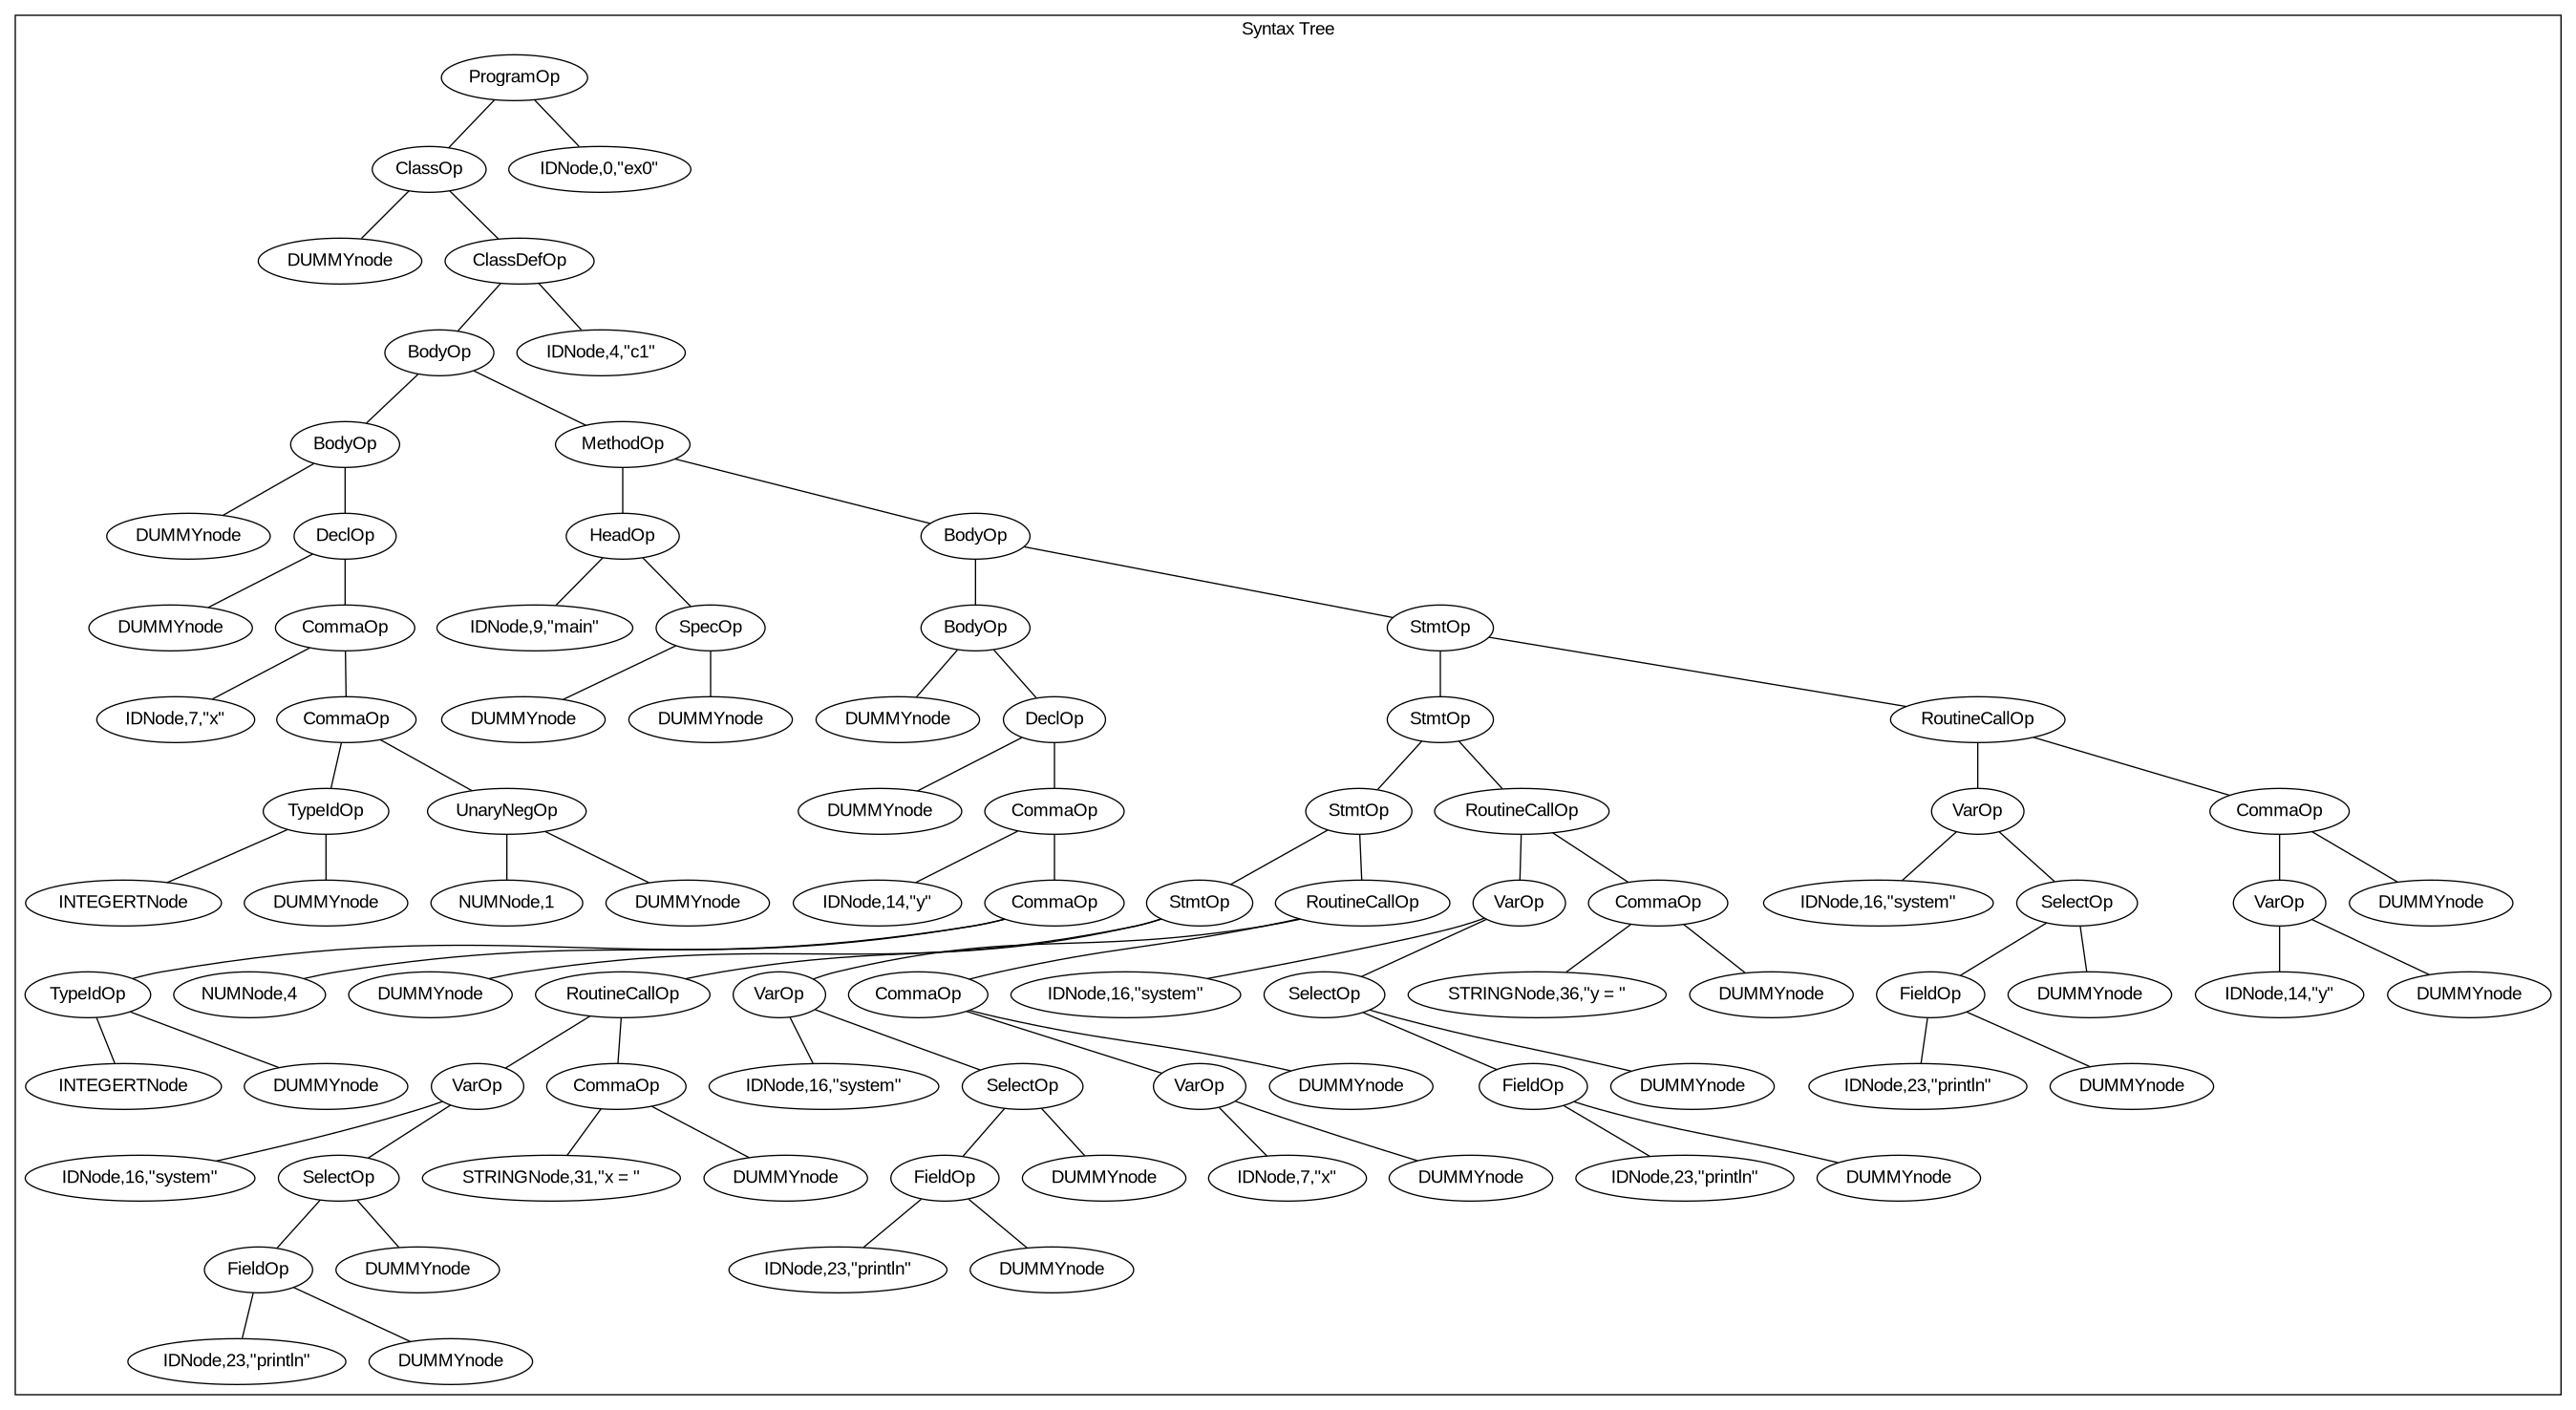 Syntax Tree
ProgramOp
ClassOp
IDNode,0,"ex0"
DUMMYnode
ClassDefOp
BodyOp
IDNode,4,"c1"
BodyOp
MethodOp
DUMMYnode
DeclOp
HeadOp
BodyOp
DUMMYnode
CommaOp
IDNode,9,"main"
SpecOp
BodyOp
StmtOp
IDNode,7,"x"
CommaOp
DUMMYnode
DUMMYnode
DUMMYnode
DeclOp
StmtOp
RoutineCallOp
TypeIdOp
UnaryNegOp
DUMMYnode
CommaOp
StmtOp
RoutineCallOp
VarOp
CommaOp
INTEGERTNode
DUMMYnode
NUMNode,1
DUMMYnode
IDNode,14,"y"
CommaOp
StmtOp
RoutineCallOp
VarOp
CommaOp
IDNode,16,"system"
SelectOp
VarOp
DUMMYnode
TypeIdOp
NUMNode,4
DUMMYnode
RoutineCallOp
VarOp
CommaOp
IDNode,16,"system"
SelectOp
STRINGNode,36,"y = "
DUMMYnode
FieldOp
DUMMYnode
IDNode,14,"y"
DUMMYnode
INTEGERTNode
DUMMYnode
VarOp
CommaOp
IDNode,16,"system"
SelectOp
VarOp
DUMMYnode
FieldOp
DUMMYnode
IDNode,23,"println"
DUMMYnode
IDNode,16,"system"
SelectOp
STRINGNode,31,"x = "
DUMMYnode
FieldOp
DUMMYnode
IDNode,7,"x"
DUMMYnode
IDNode,23,"println"
DUMMYnode
FieldOp
DUMMYnode
IDNode,23,"println"
DUMMYnode
IDNode,23,"println"
DUMMYnode